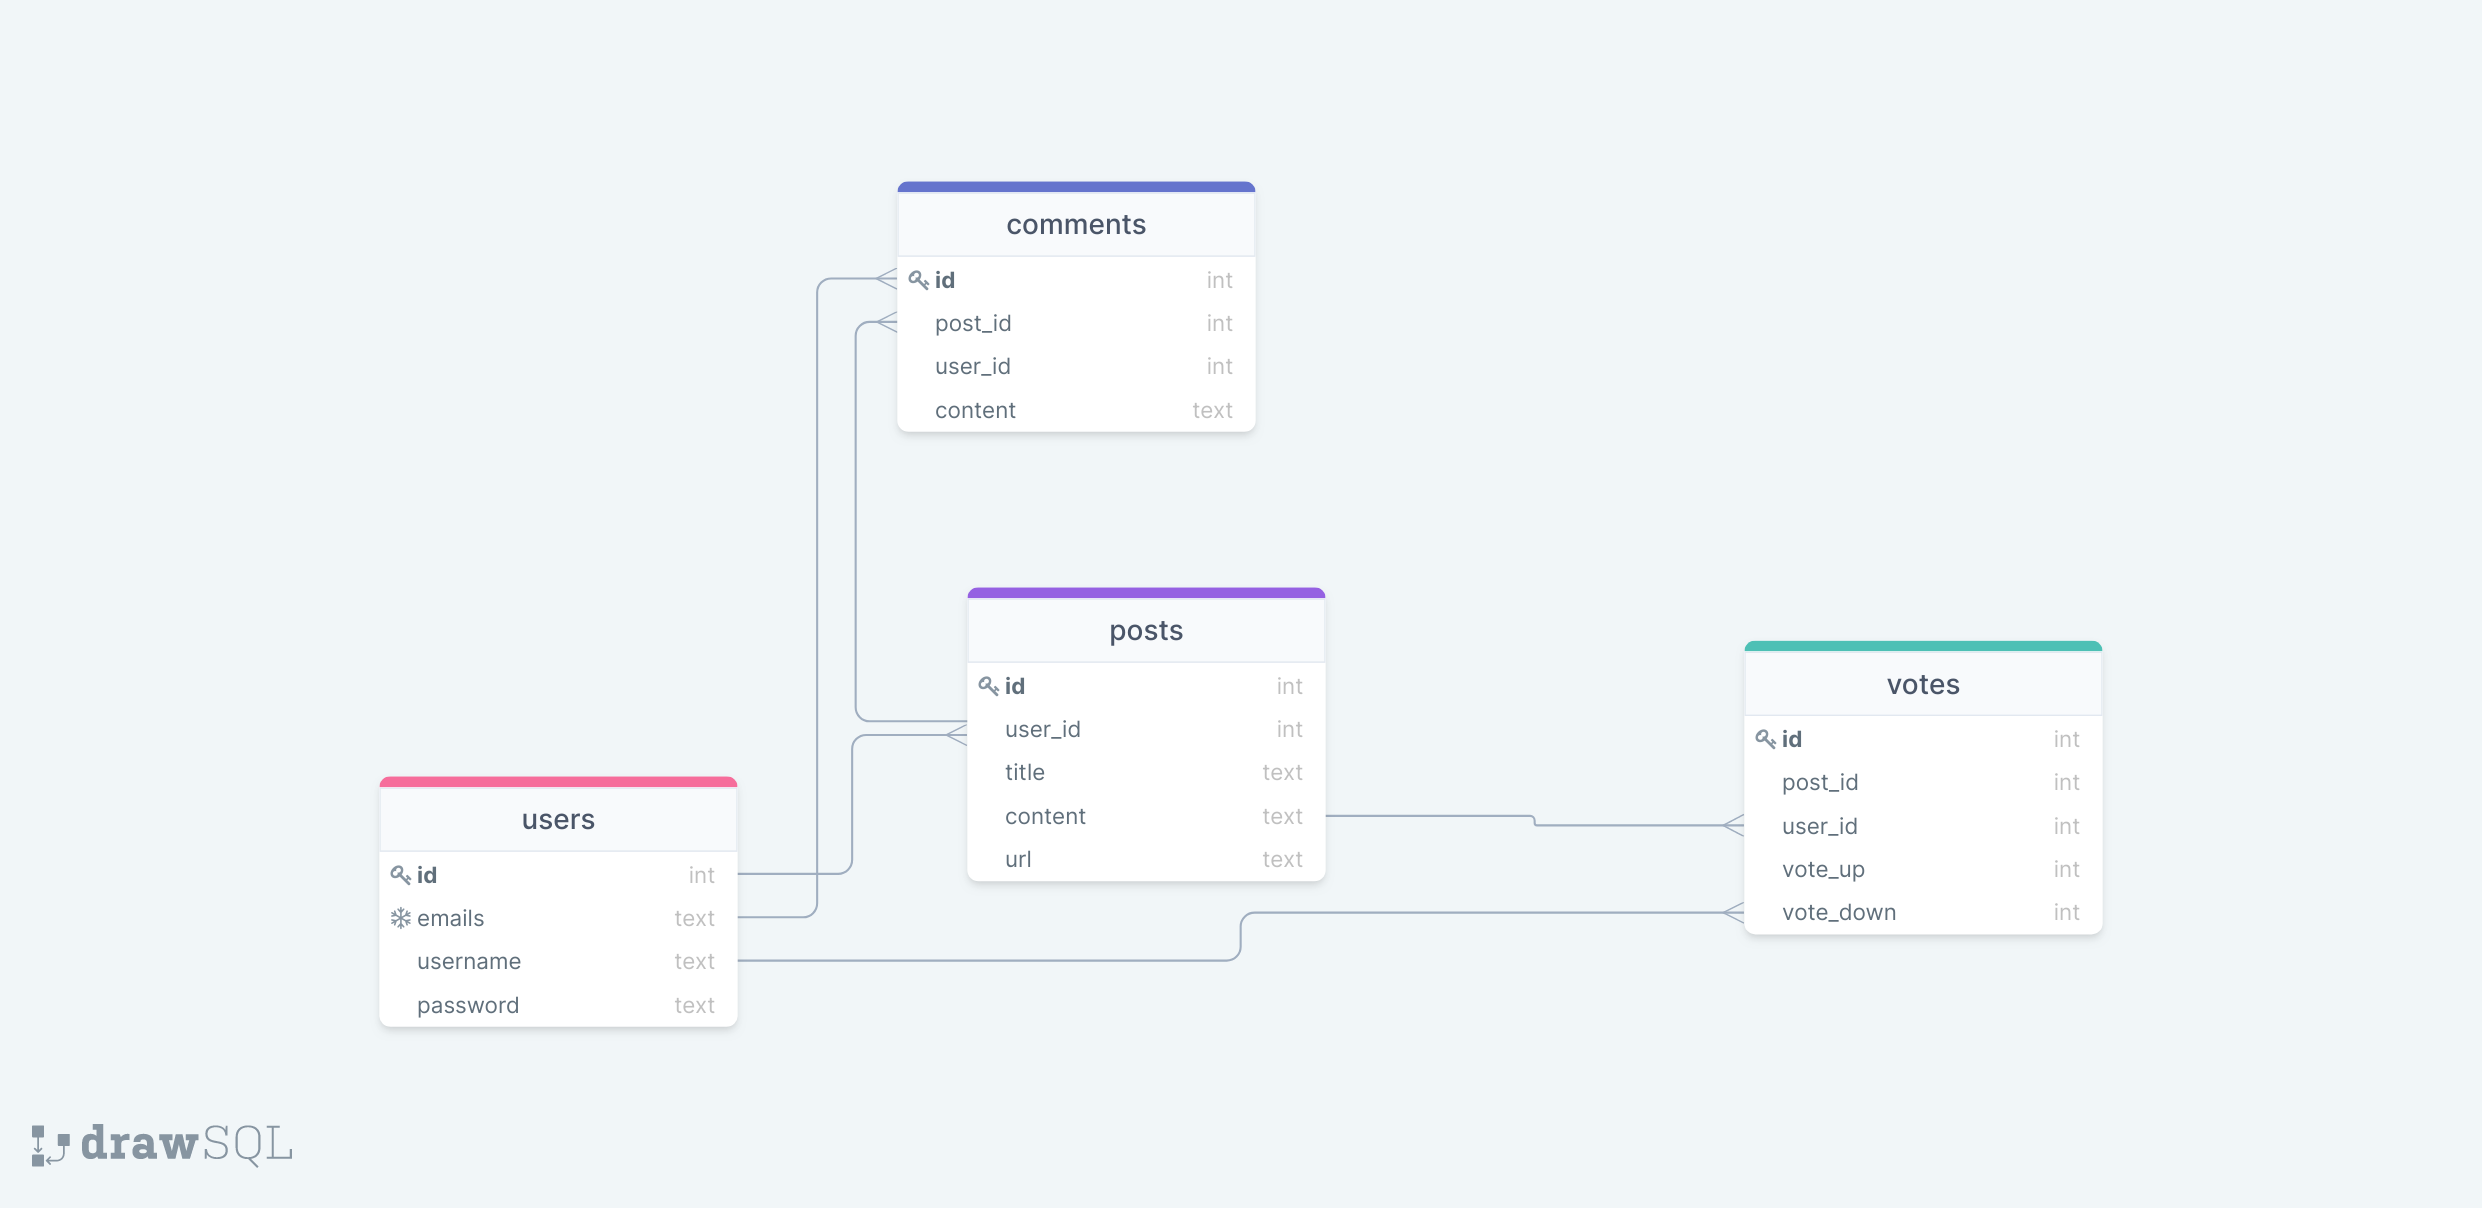 comments
id int
post_id int
user_id int
content text
posts
id int
user_id int
title text
content text
url text
votes
id int
post_id int
user_id int
vote_up int
vote_down int
users
id int
emails text
username text
password text
drawSQL